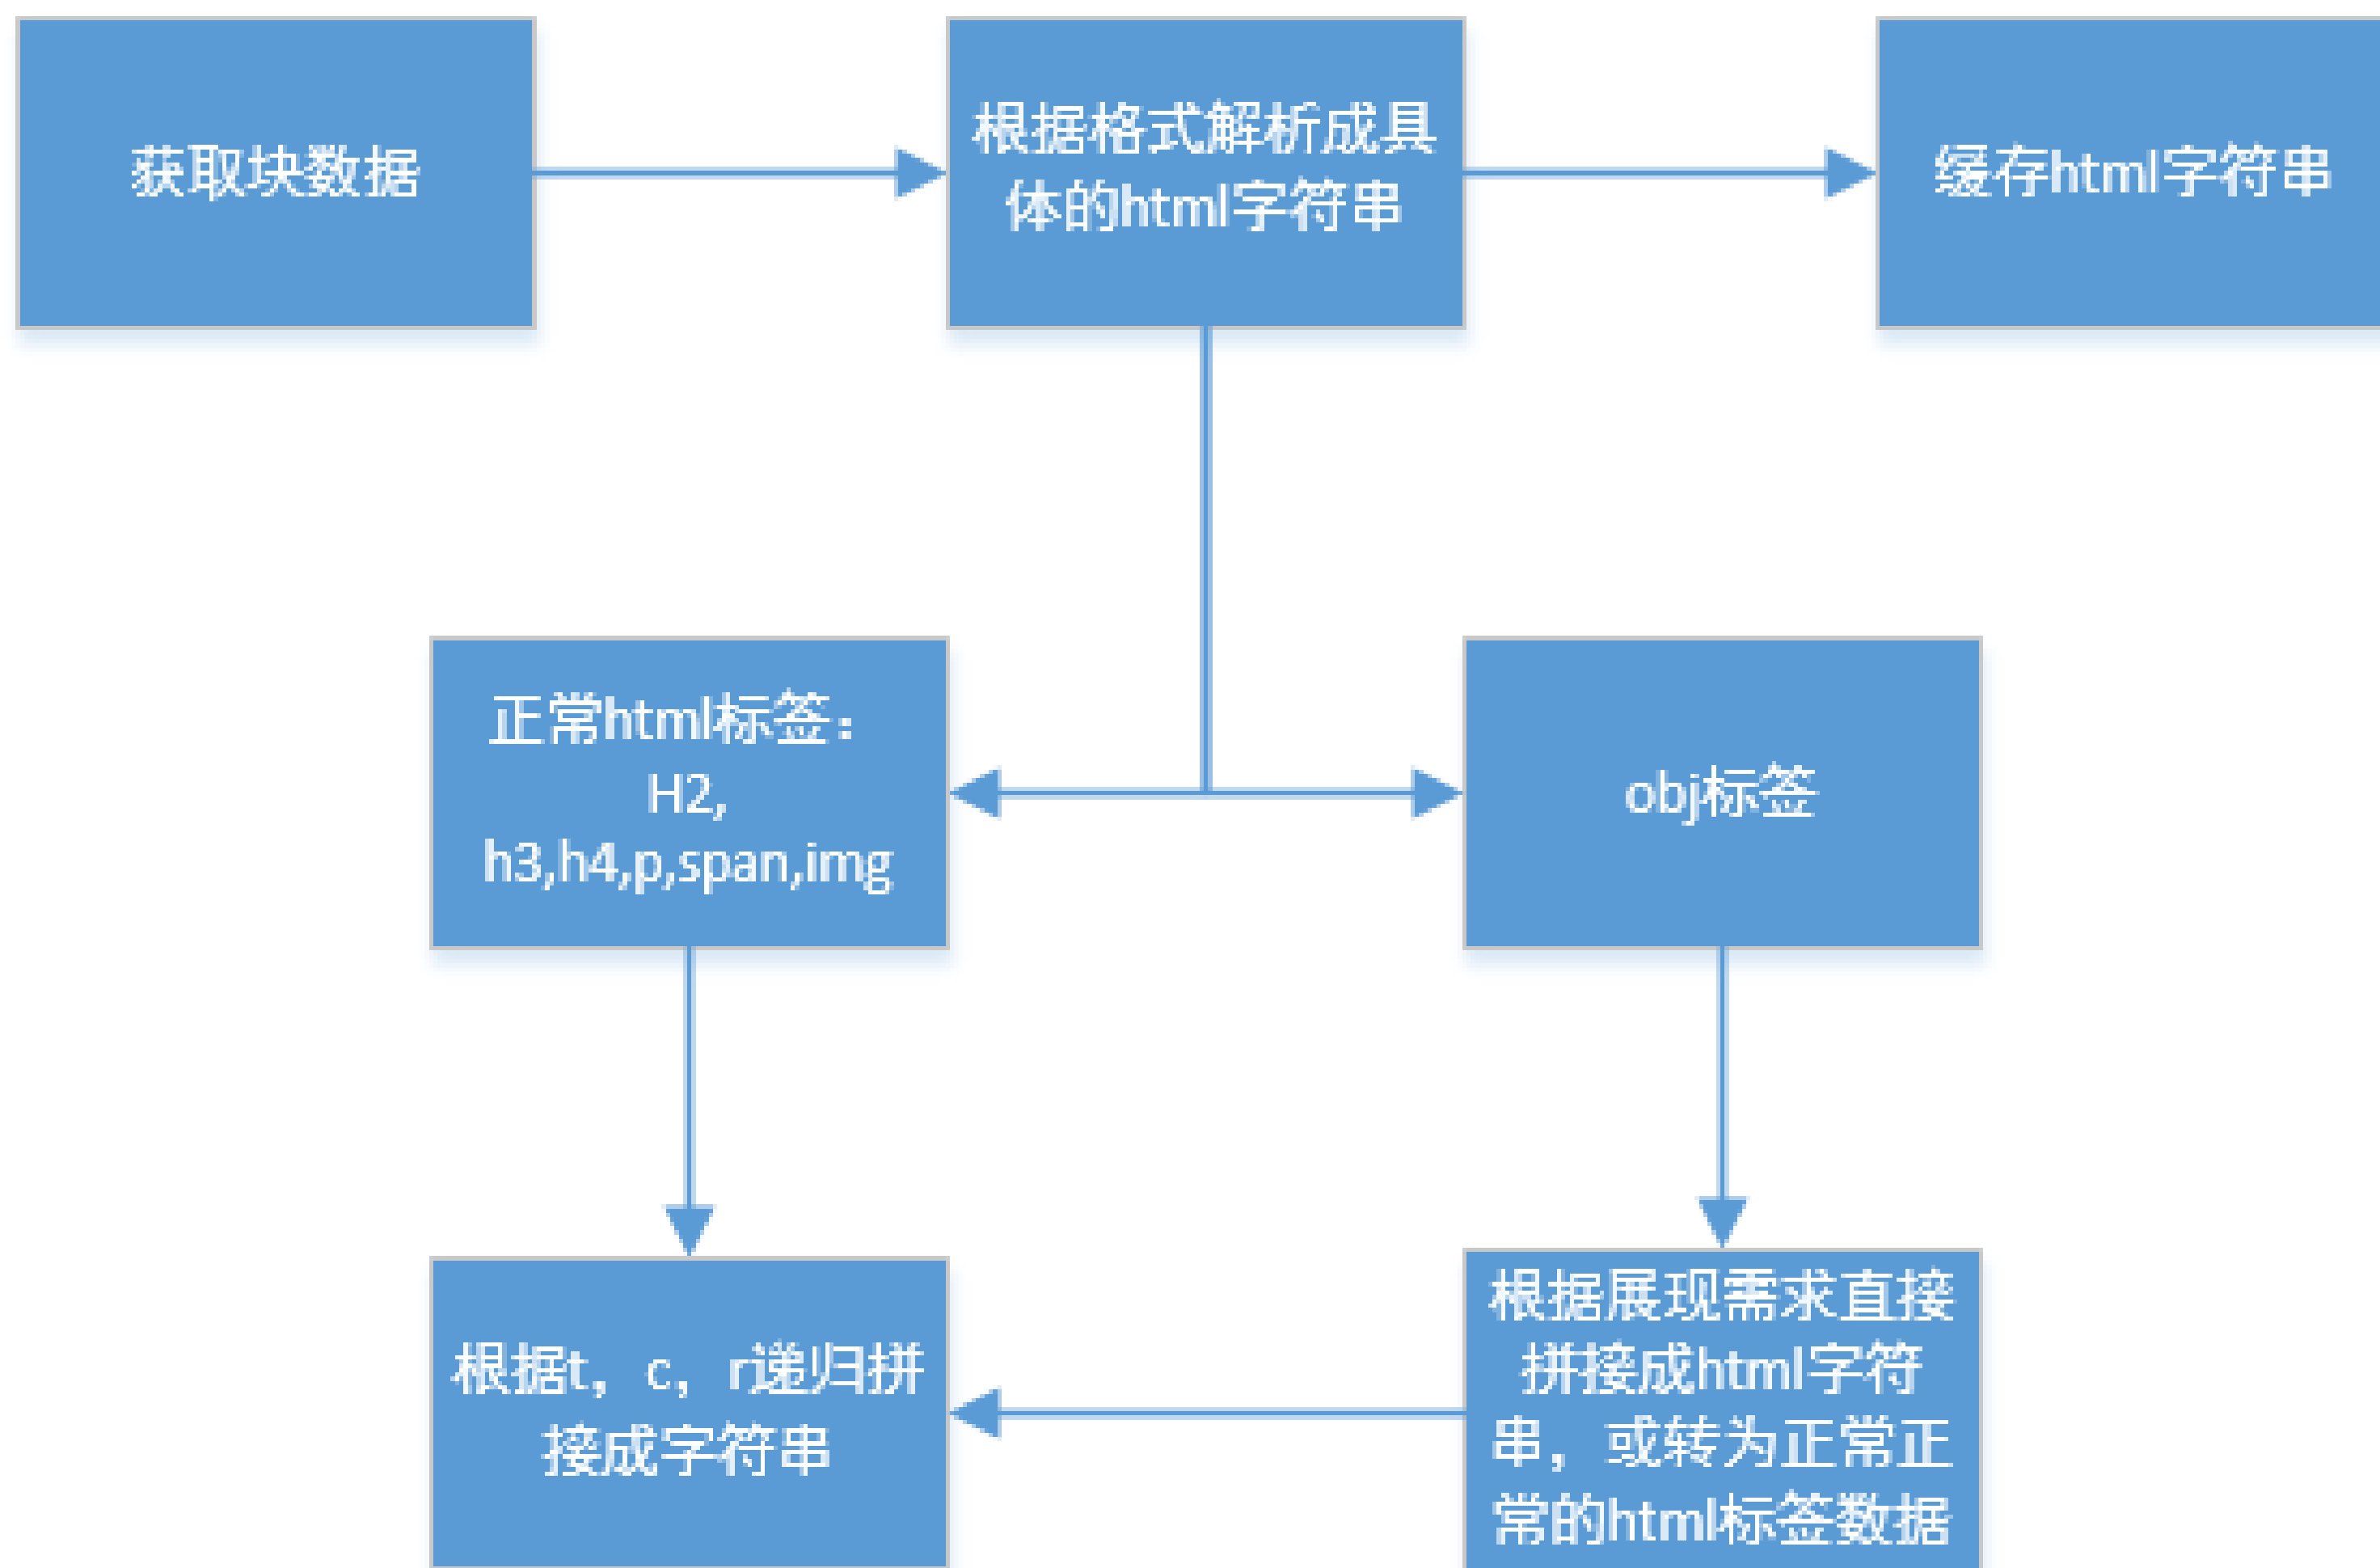 获取块数据
根据格式解析成具
体的html字符串
缓存html字符串
正常html标签：
H2,
h3,h4,p,span,img
obj标签
根据t，c，r递归拼
接成字符串
根据展现需求直接
拼接成html字符
串，或转为正常正
常的html标签数据